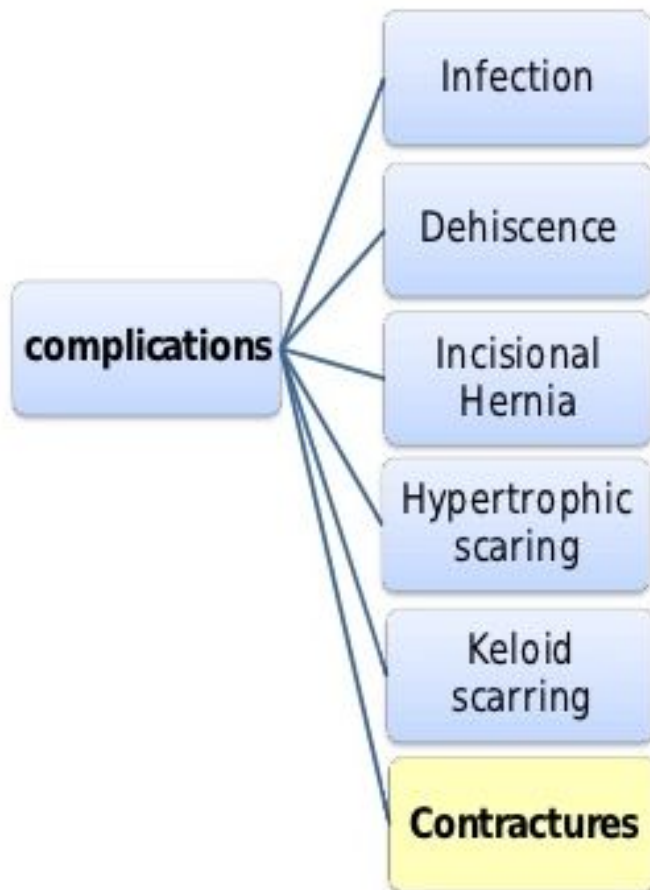 Infection
Dehiscence
complications
Incisional
Hernia
Hypertrophic
scaring
Keloid
scarring
Contractures